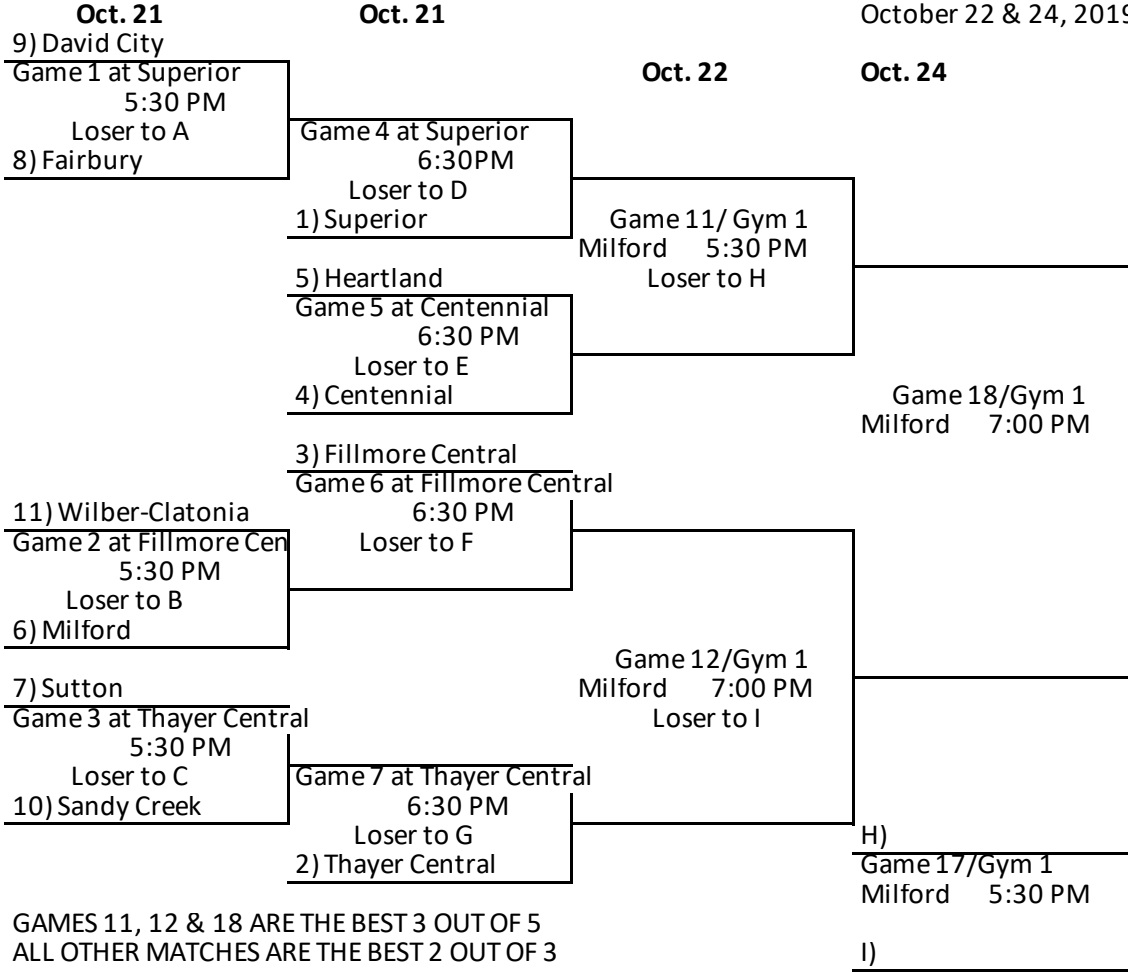 Oct. 21
Oct. 21
October 22 & 24, 2019
9) David City
Game 1 at Superior
5:30 PM
Loser to A
8) Fairbury
Oct. 22
Oct. 24
Game 4 at Superior
6:30PM
Loser to D
1) Superior
Game 11/ Gym 1
Milford 5:30 PM
Loser to H
5) Heartland
Game 5 at Centennial
6:30 PM
Loser to E
4) Centennial
Game 18/Gym 1
Milford 7:00 PM
3) Fillmore Central
Game 6 at Fillmore Central
6:30 PM
Loser to F
11) Wilber-Clatonia
Game 2 at Fillmore Cen
5:30 PM
Loser to B
6) Milford
Game 12/Gym 1
Milford 7:00 PM
Loser to I
7) Sutton
Game 3 at Thayer Central
5:30 PM
Loser to C
10) Sandy Creek
Game 7 at Thayer Central
6:30 PM
Loser to G
2) Thayer Central
H)
Game 17/Gym 1
Milford 5:30 PM
I)
GAMES 11, 12 & 18 ARE THE BEST 3 OUT OF 5
ALL OTHER MATCHES ARE THE BEST 2 OUT OF 3